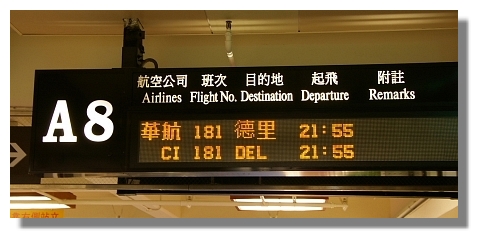 A8
航空公司 班次 目的地 起飛 附註
Airlines Flight No. Destination Departure Remarks
華航 181 德里 21:55
CI 181 DEL 21:55